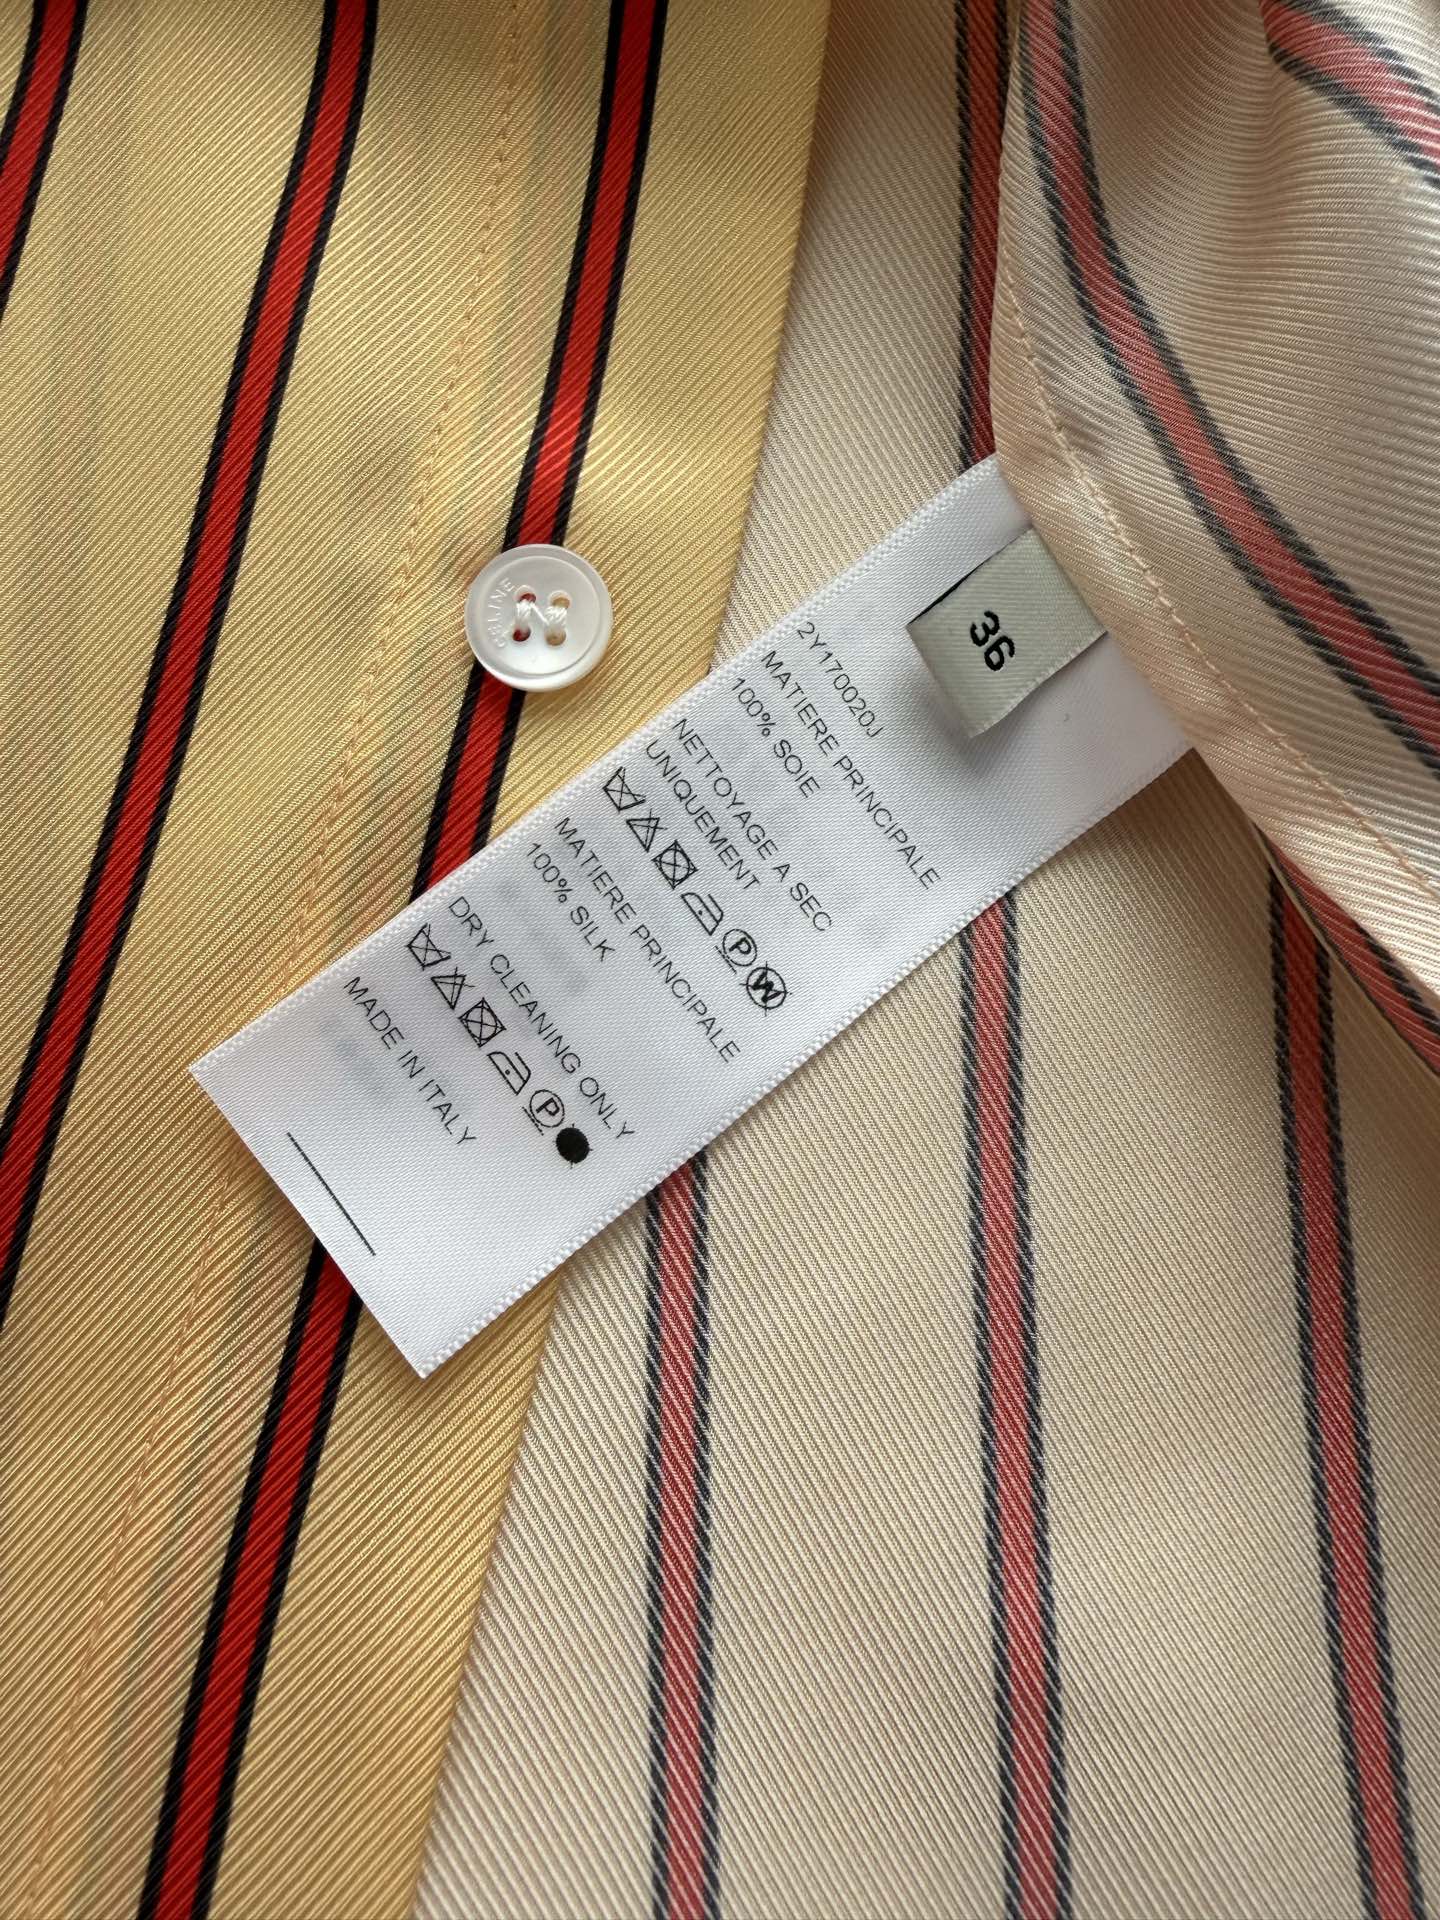 CELINE
36
2Y170020J
MATIERE PRINCIPALE
100% SOIE
NETTOYAGE A SEC
UNIQUEMENT
P W
MATIERE PRINCIPALE
100% SILK
DRY CLEANING ONLY
P
MADE IN ITALY